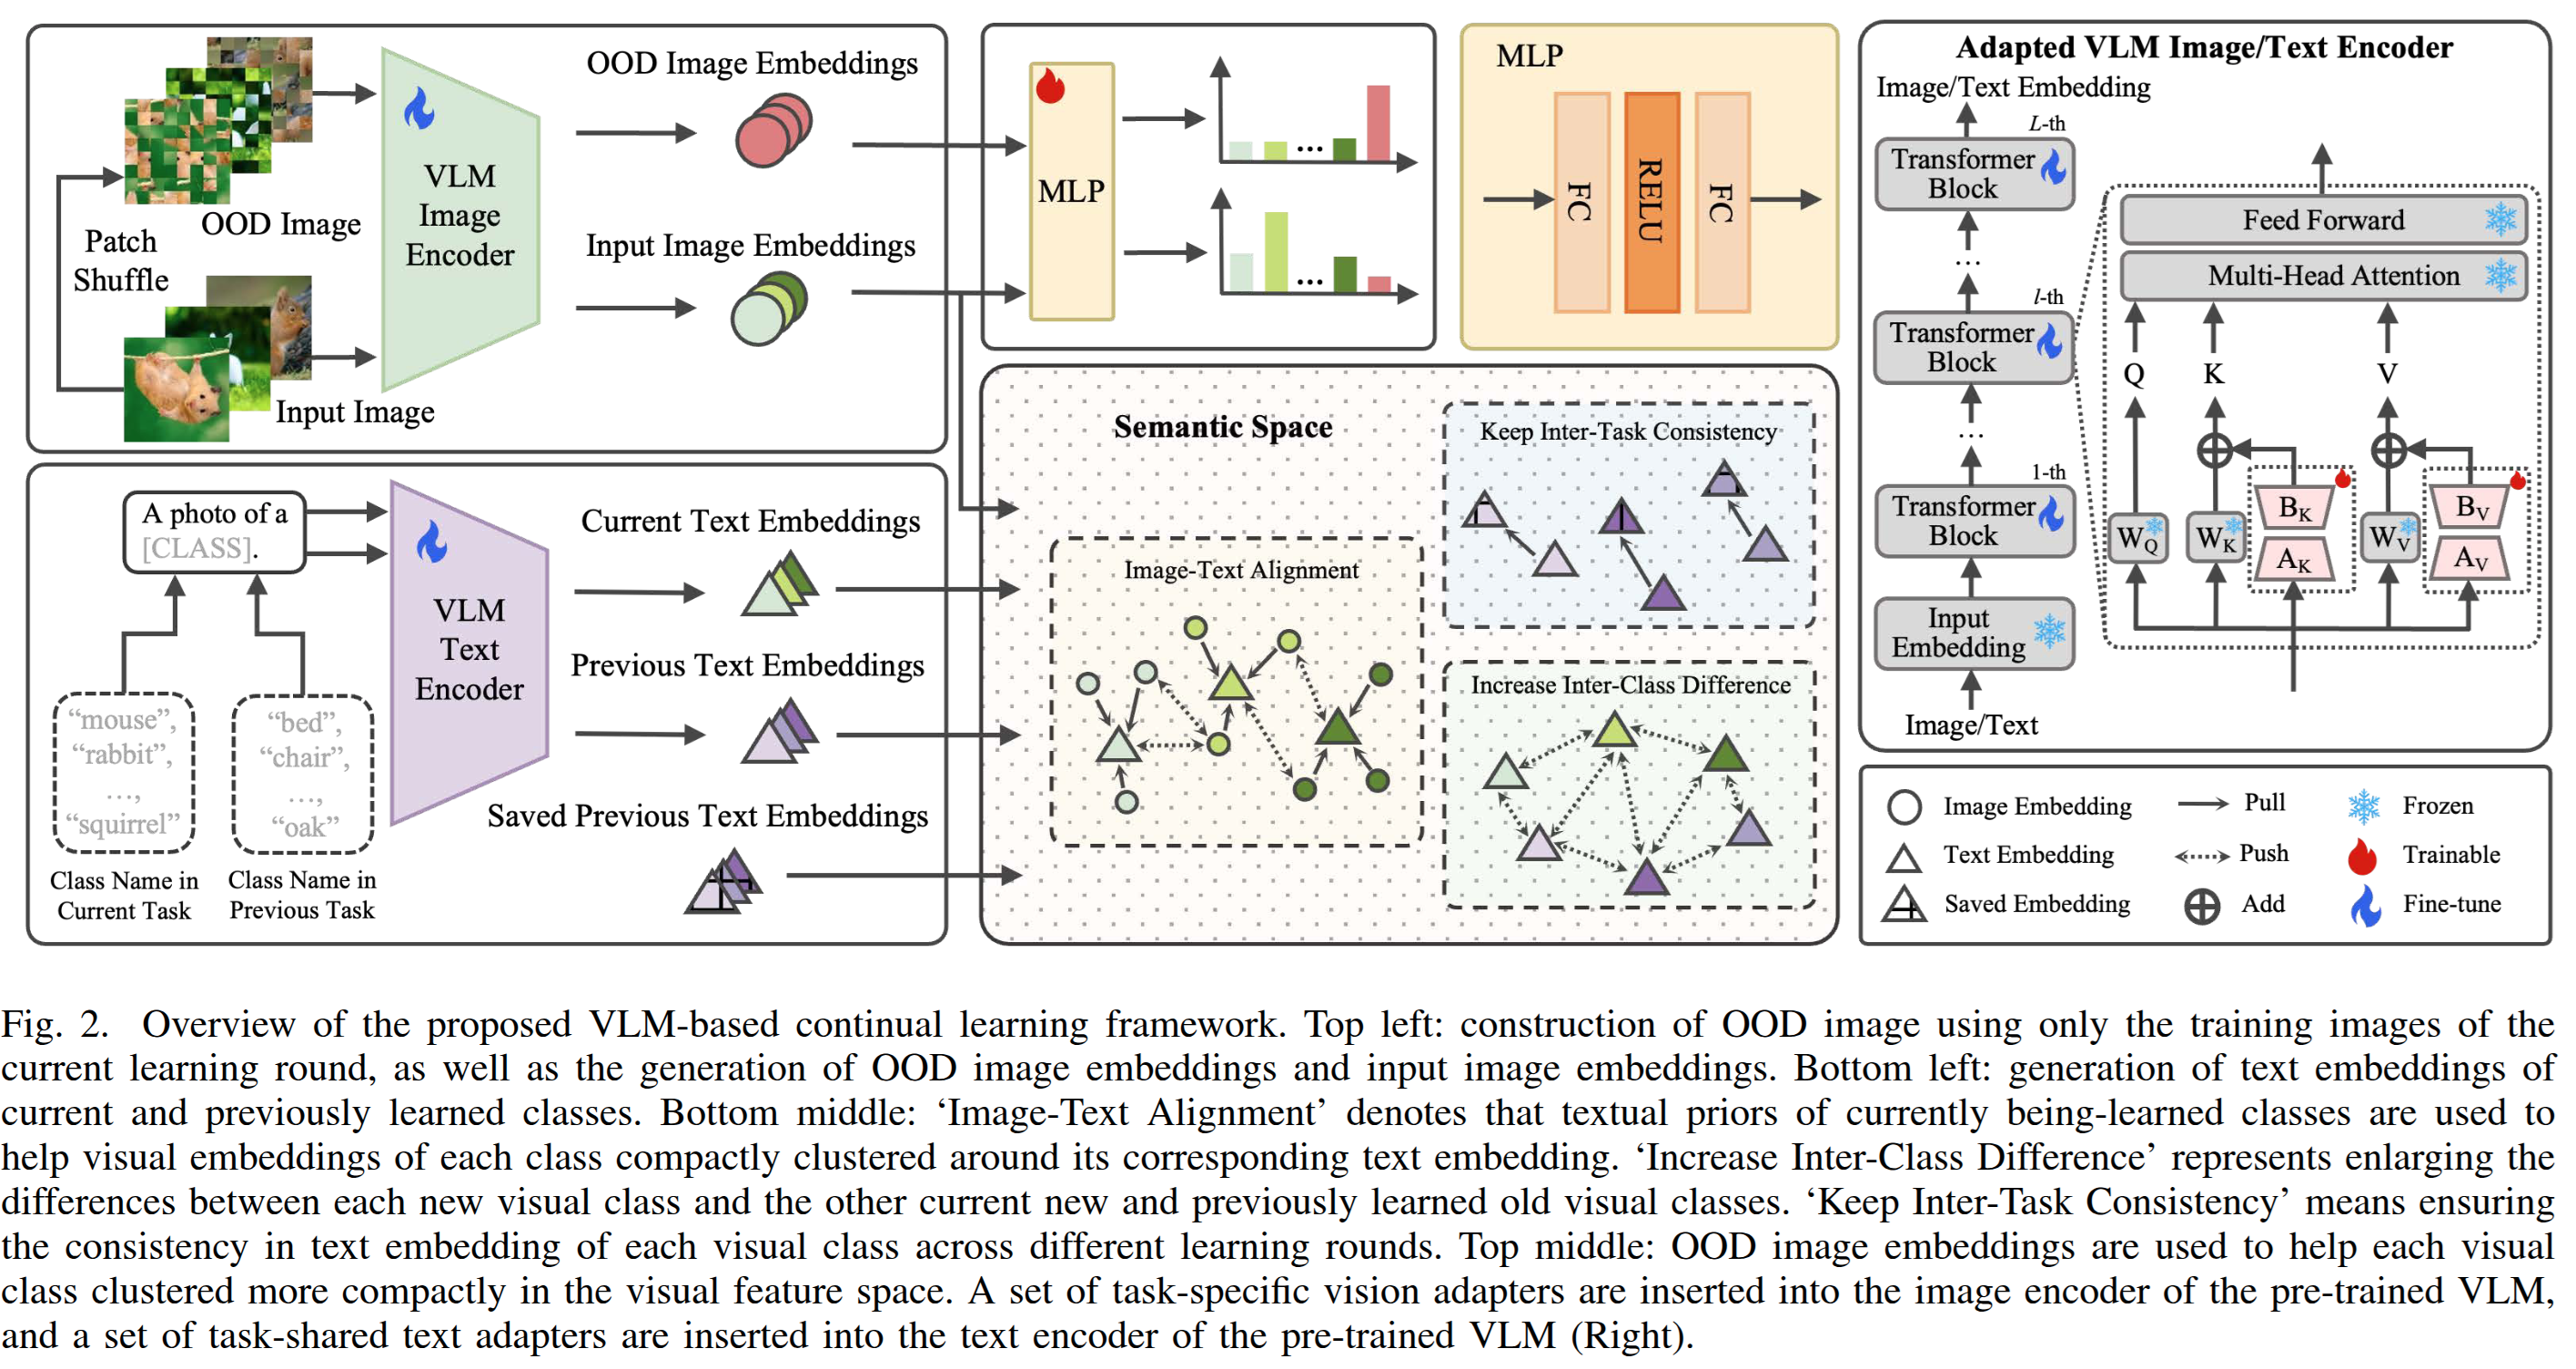 OOD Image
Patch
Shuffle
Input Image
VLM
Image
Encoder
OOD Image Embeddings
Input Image Embeddings
A photo of a
[CLASS].
“mouse”,
“rabbit”,
…,
“squirrel”
“bed”,
“chair”,
…,
“oak”
Class Name in
Current Task
Class Name in
Previous Task
VLM
Text
Encoder
Current Text Embeddings
Previous Text Embeddings
Saved Previous Text Embeddings
MLP
...
...
MLP
FC
RELU
FC
Semantic Space
Image-Text Alignment
Keep Inter-Task Consistency
Increase Inter-Class Difference
Adapted VLM Image/Text Encoder
Image/Text Embedding
L-th
Transformer
Block
...
l-th
Transformer
Block
...
1-th
Transformer
Block
Input
Embedding
Image/Text
Feed Forward
Multi-Head Attention
Q
K
V
WQ
WK
BK
AK
WV
BV
AV
Image Embedding
Pull
Frozen
Text Embedding
Push
Trainable
Saved Embedding
Add
Fine-tune
Fig. 2. Overview of the proposed VLM-based continual learning framework. Top left: construction of OOD image using only the training images of the
current learning round, as well as the generation of OOD image embeddings and input image embeddings. Bottom left: generation of text embeddings of
current and previously learned classes. Bottom middle: ‘Image-Text Alignment’ denotes that textual priors of currently being-learned classes are used to
help visual embeddings of each class compactly clustered around its corresponding text embedding. ‘Increase Inter-Class Difference’ represents enlarging the
differences between each new visual class and the other current new and previously learned old visual classes. ‘Keep Inter-Task Consistency’ means ensuring
the consistency in text embedding of each visual class across different learning rounds. Top middle: OOD image embeddings are used to help each visual
class clustered more compactly in the visual feature space. A set of task-specific vision adapters are inserted into the image encoder of the pre-trained VLM,
and a set of task-shared text adapters are inserted into the text encoder of the pre-trained VLM (Right).